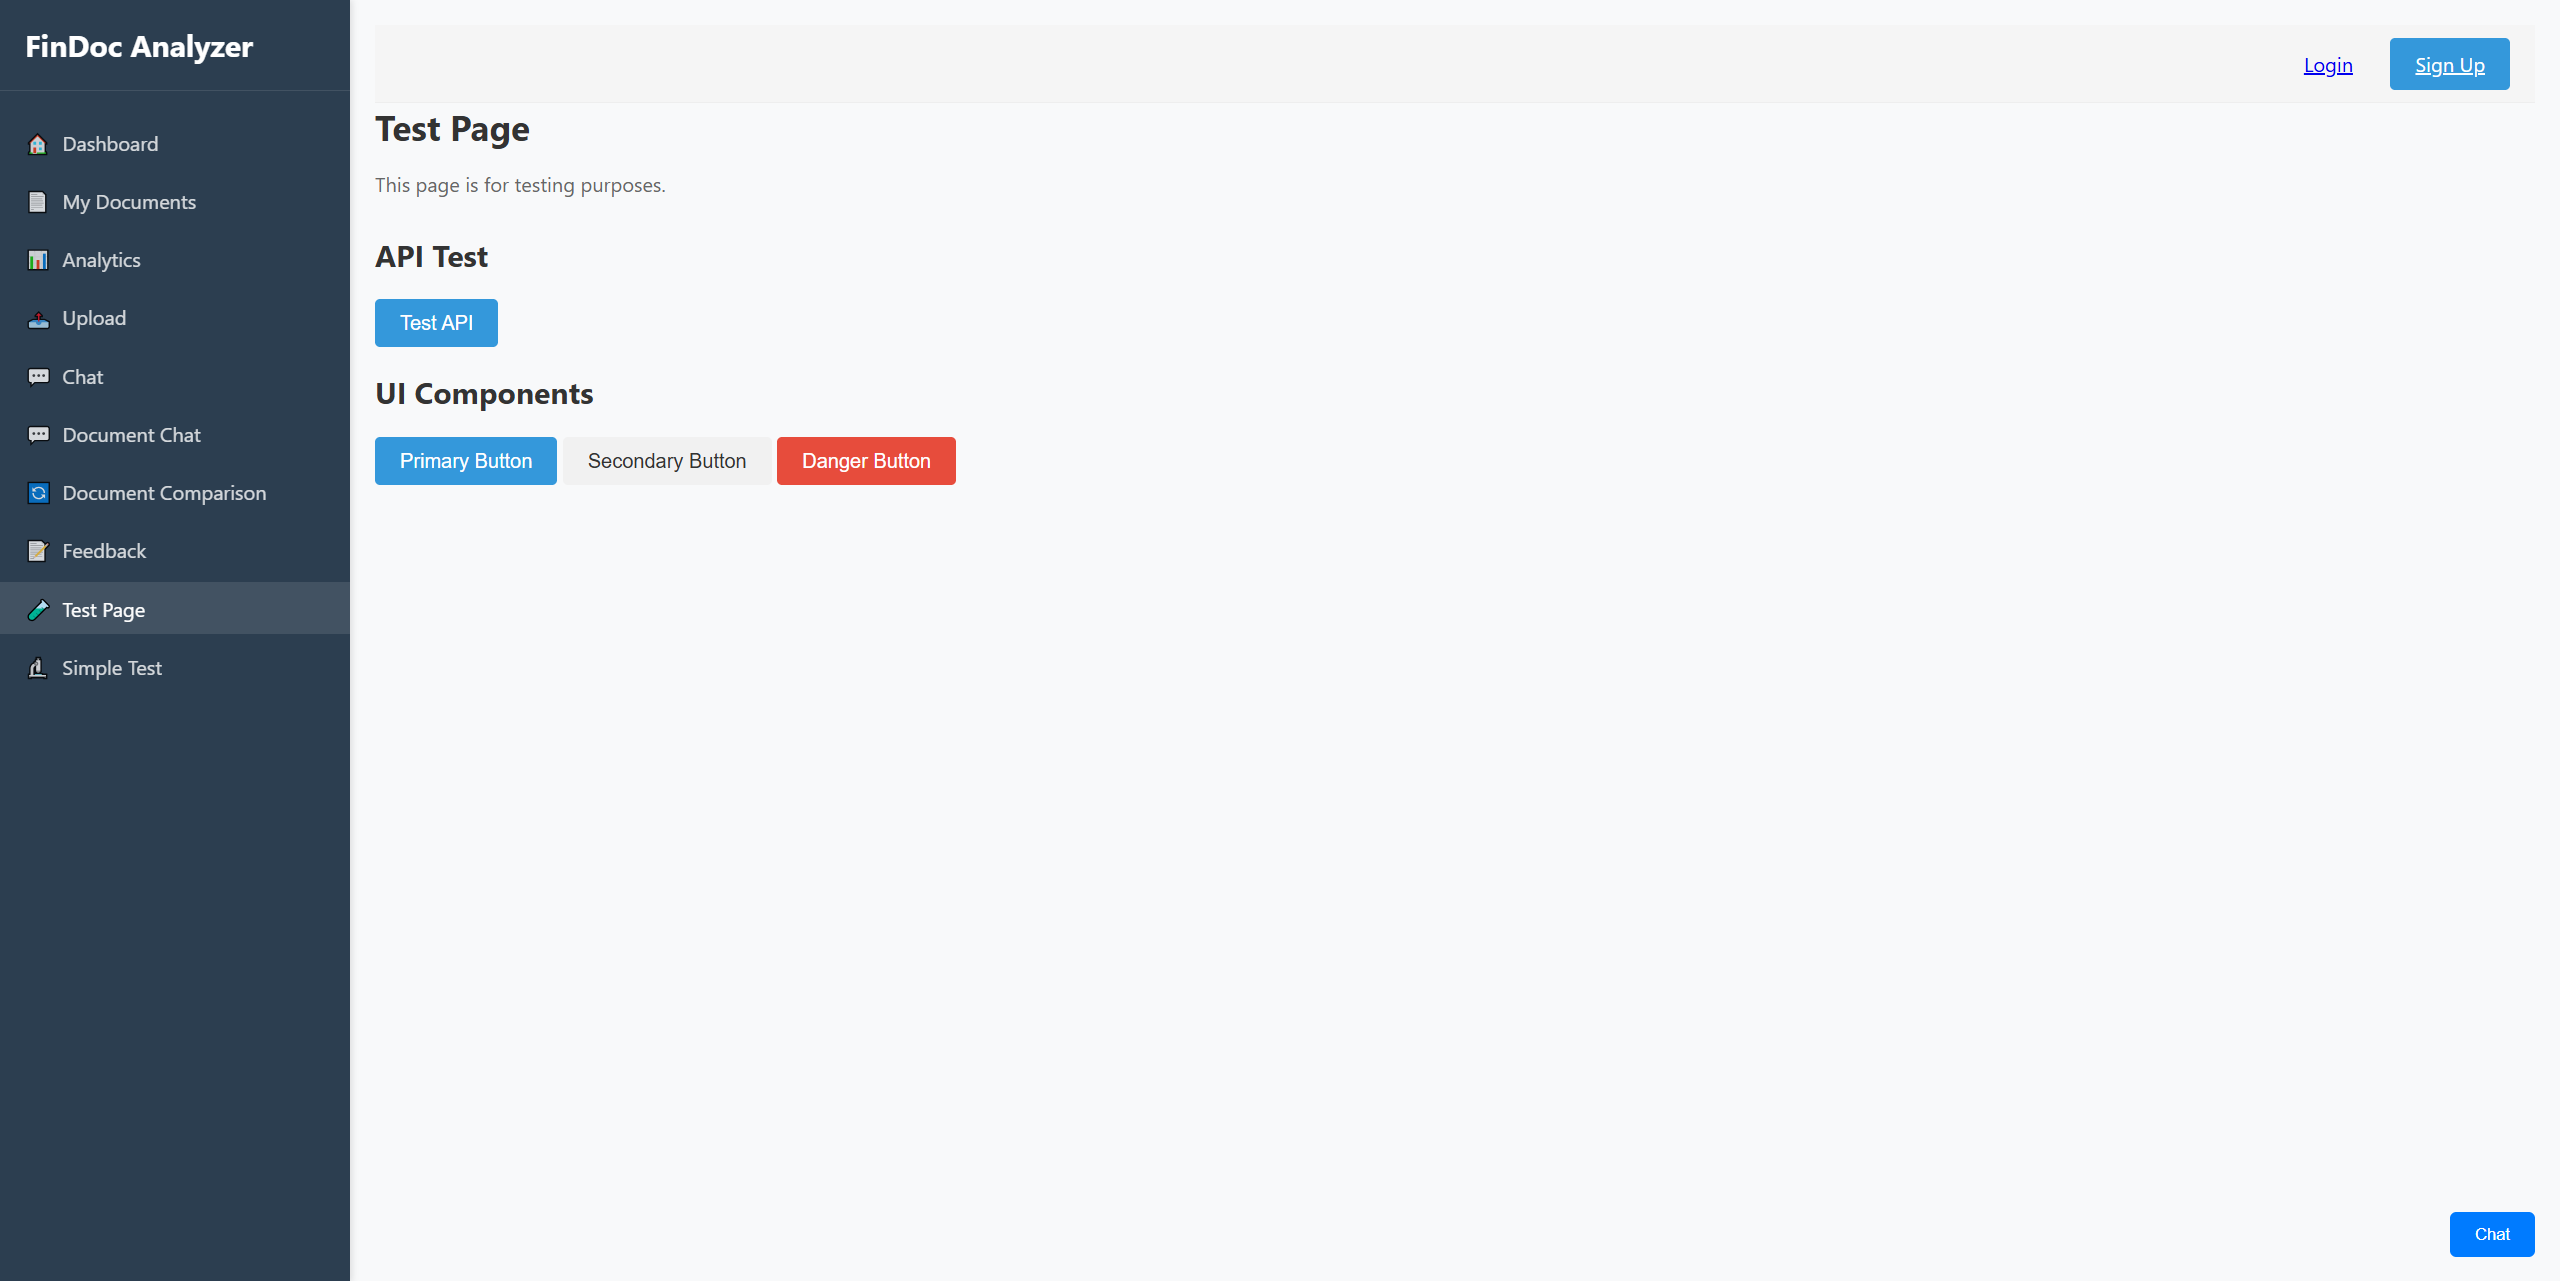 FinDoc Analyzer
Dashboard
My Documents
Analytics
Upload
Chat
Document Chat
Document Comparison
Feedback
Test Page
Simple Test
Login
Sign Up
Test Page
This page is for testing purposes.
API Test
Test API
UI Components
Primary Button Secondary Button Danger Button
Chat